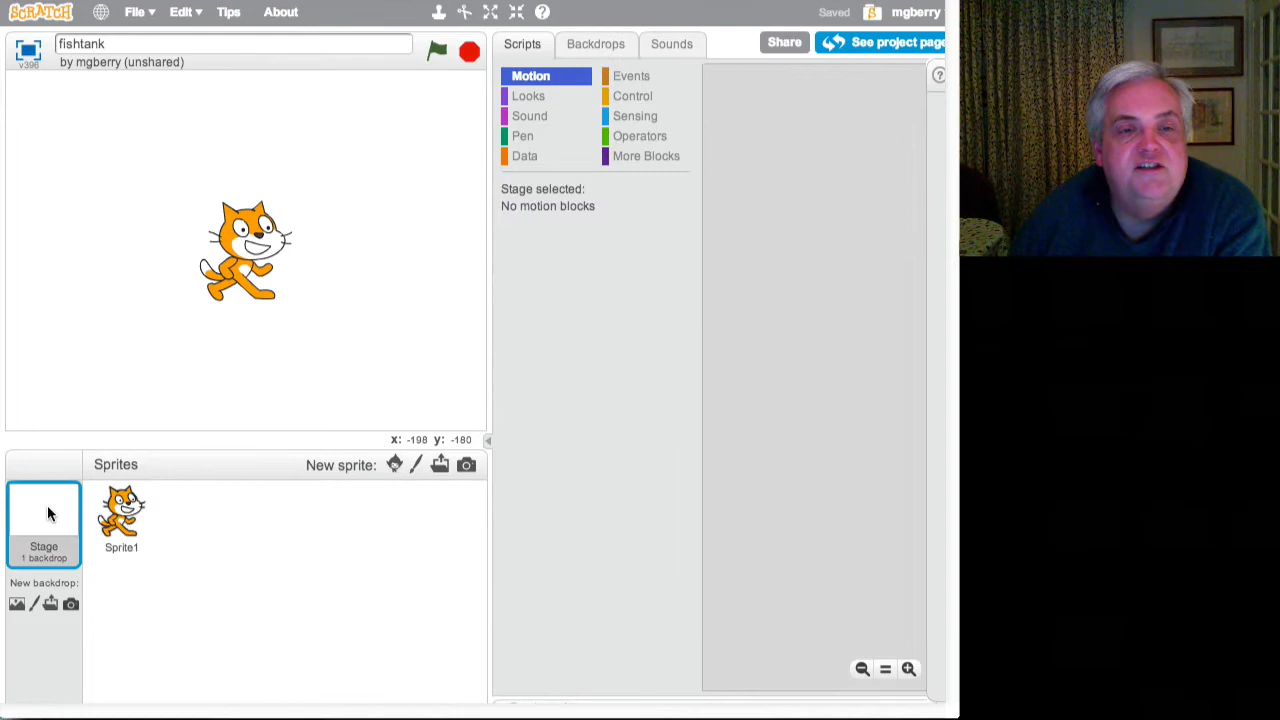 SCRATCH
File Edit Tips About
Saved
mgberry
fishtank
by mgberry (unshared)
v396
Scripts Backdrops Sounds
Share
See project page
Motion Events
Looks Control
Sound Sensing
Pen Operators
Data More Blocks
Stage selected:
No motion blocks
x: -198 y: -180
Sprites
New sprite:
Stage
1 backdrop
Sprite1
New backdrop: